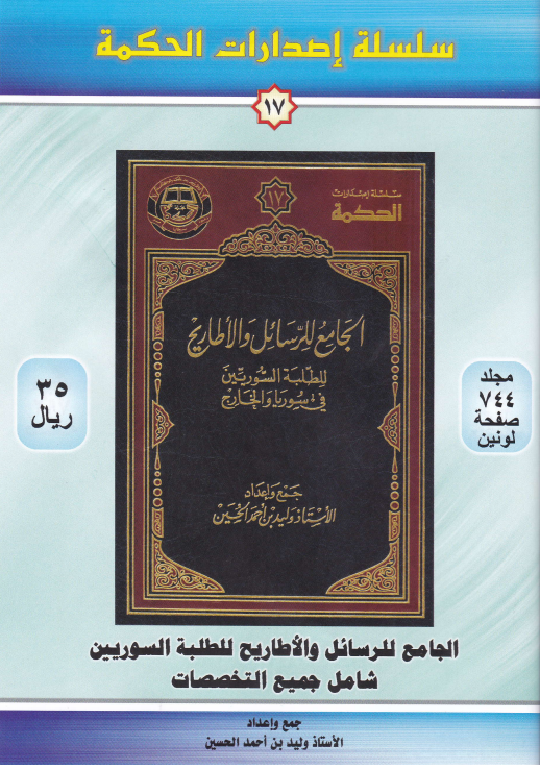 سلسلة إصدارات الحكمة
١٧
سلسلة إصدارات
الحكمة
١٧
الجامع للرسائل والأطاريح
للطلبة السوريين
في سوريا والخارج
جمع وإعداد
الأستاذ وليد بن أحمد الحسين
مجلد
٧٤٤
صفحة
لونين
٣٥
ريال
الجامع للرسائل والأطاريح للطلبة السوريين
شامل جميع التخصصات
جمع وإعداد
الأستاذ وليد بن أحمد الحسين